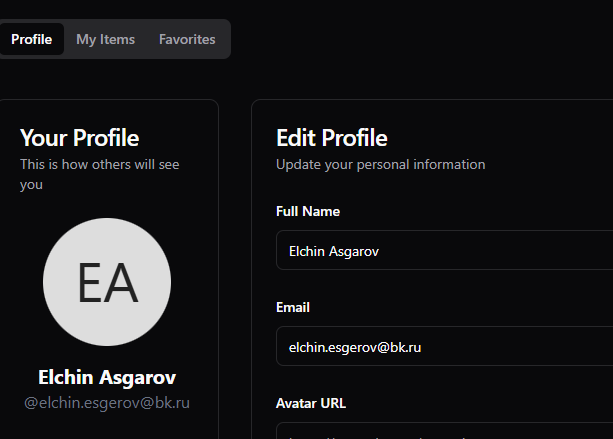 Profile
My Items
Favorites
Your Profile
This is how others will see
you
EA
Elchin Asgarov
@elchin.esgerov@bk.ru
Edit Profile
Update your personal information
Full Name
Elchin Asgarov
Email
elchin.esgerov@bk.ru
Avatar URL